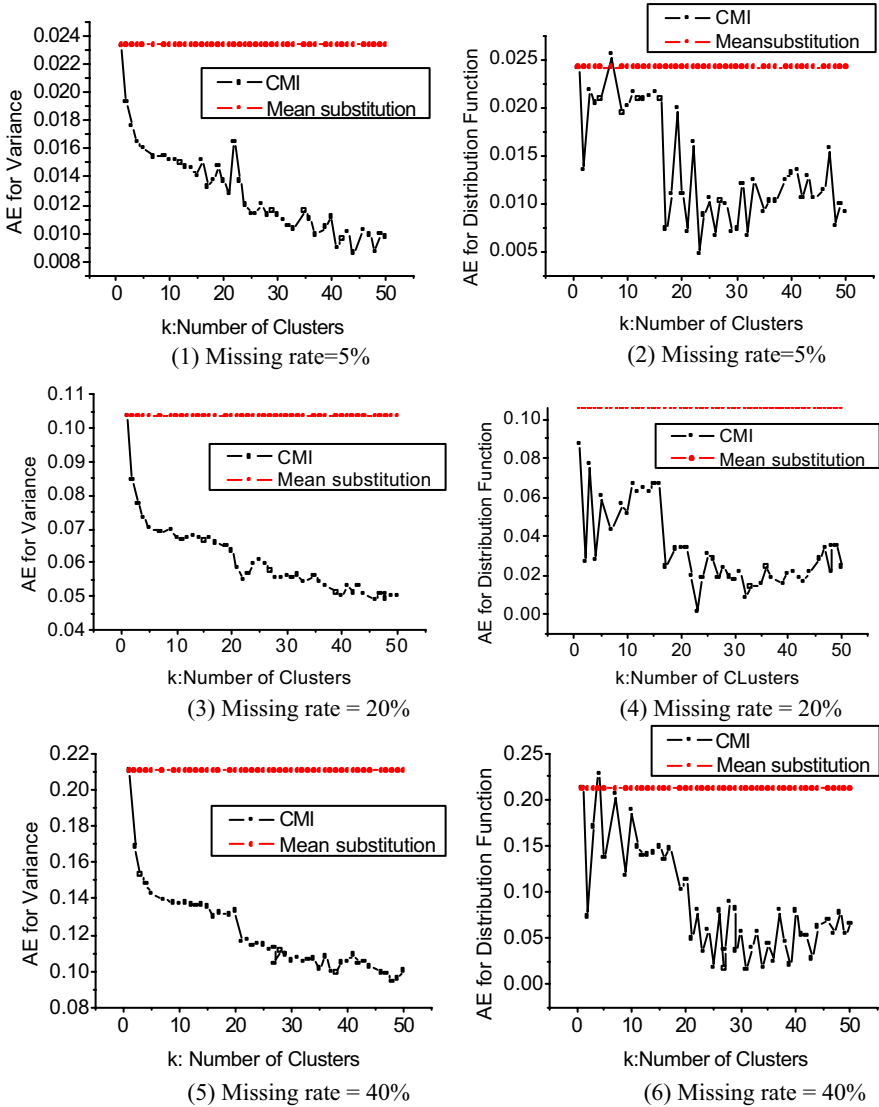 0.024
0.022
0.020
0.018
0.016
0.014
0.012
0.010
0.008
AE for Variance
CMI
Mean substitution
0 10 20 30 40 50
k:Number of Clusters
(1) Missing rate=5%
0.025
0.020
0.015
0.010
0.005
AE for Distribution Function
CMI
Meansubstitution
0 10 20 30 40 50
k:Number of Clusters
(2) Missing rate=5%
0.11
0.10
0.09
0.08
0.07
0.06
0.05
0.04
AE for Variance
CMI
Mean substitution
0 10 20 30 40 50
k:Number of Clusters
(3) Missing rate = 20%
0.10
0.08
0.06
0.04
0.02
0.00
AE for Distribution Function
CMI
Mean substitution
0 10 20 30 40 50
k:Number of CLusters
(4) Missing rate = 20%
0.22
0.20
0.18
0.16
0.14
0.12
0.10
0.08
AE for Variance
CMI
Mean substitution
0 10 20 30 40 50
k: Number of Clusters
(5) Missing rate = 40%
0.25
0.20
0.15
0.10
0.05
0.00
AE for Distribution Function
CMI
Mean substitution
0 10 20 30 40 50
k:Number of Clusters
(6) Missing rate = 40%